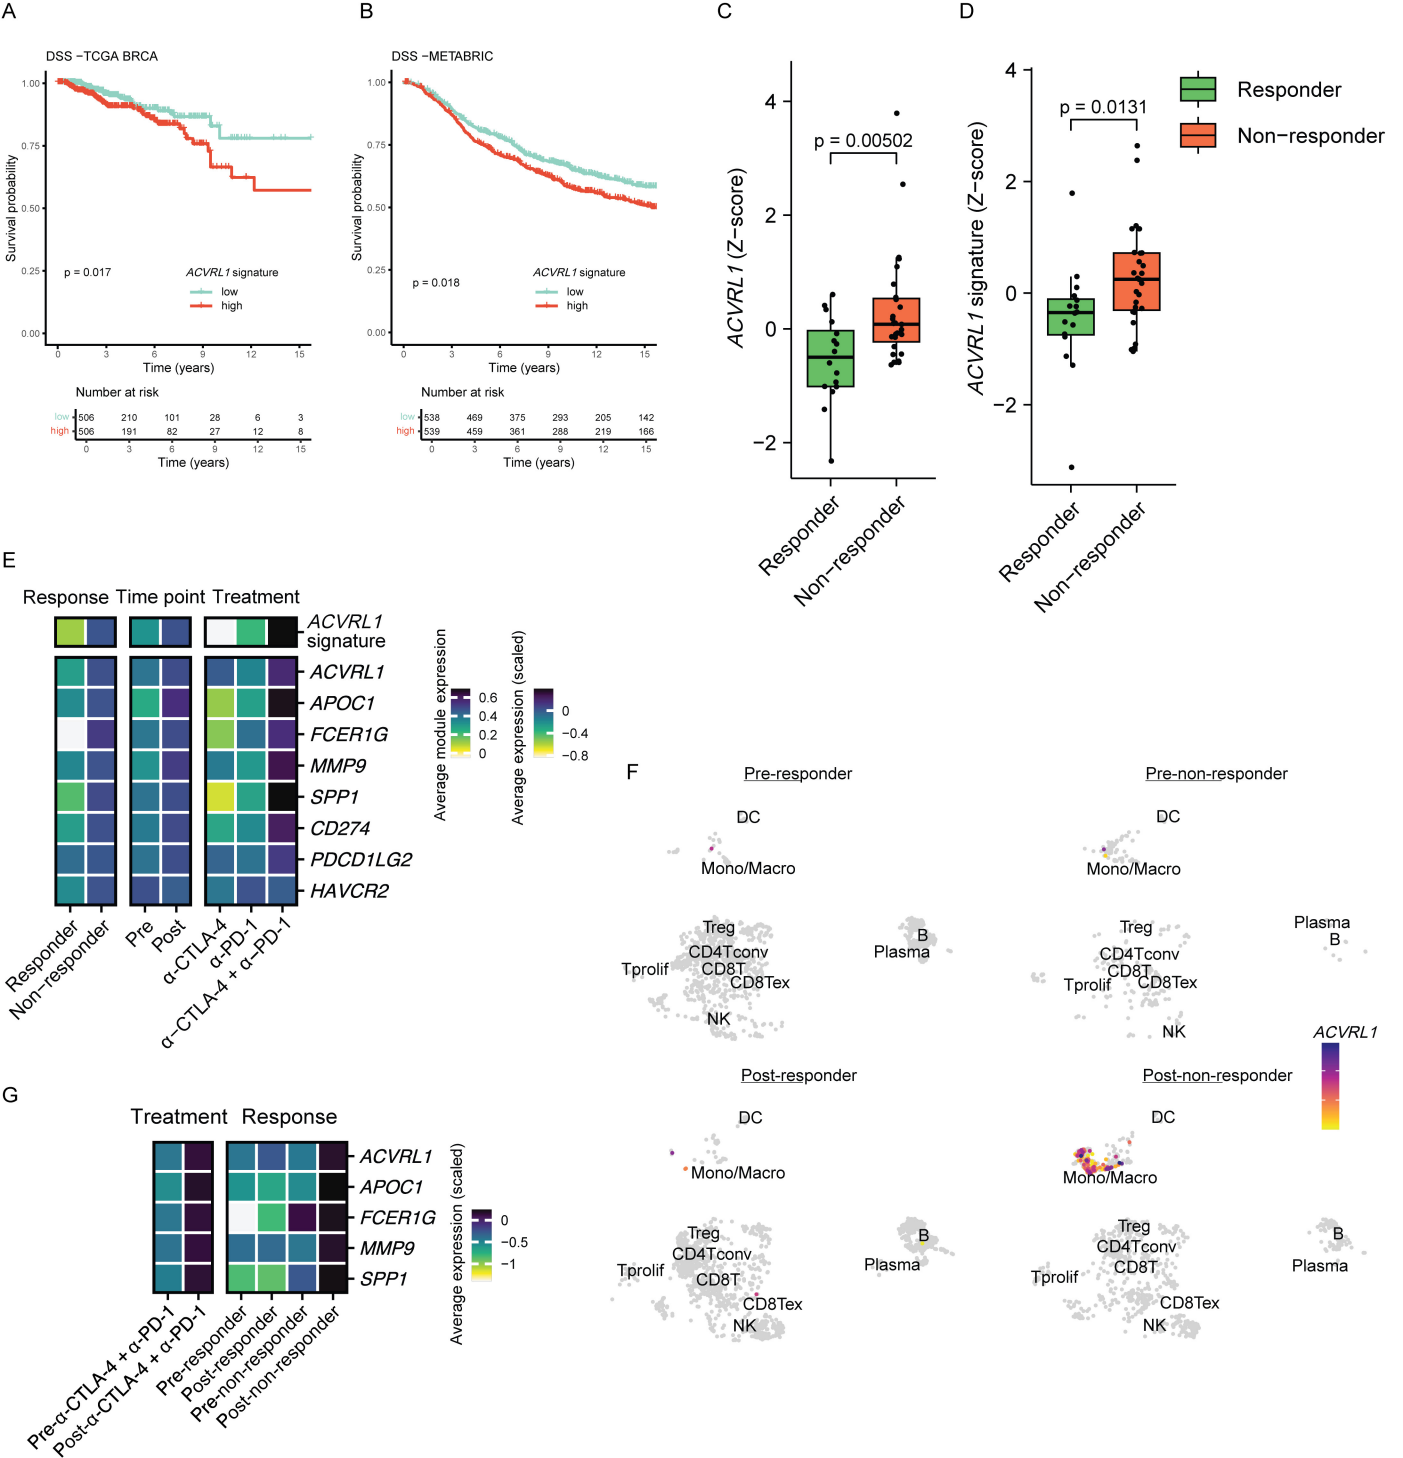 A
DSS −TCGA BRCA
Survival probability
1.00
0.75
0.50
0.25
0.00
p = 0.017
ACVRL1 signature
low
high
0 3 6 9 12 15
Time (years)
Number at risk
low 506 210 101 28 6 3
high 506 191 82 27 12 8
0 3 6 9 12 15
Time (years)
B
DSS −METABRIC
Survival probability
1.00
0.75
0.50
0.25
0.00
p = 0.018
ACVRL1 signature
low
high
0 3 6 9 12 15
Time (years)
Number at risk
low 538 469 375 293 205 142
high 539 459 361 288 219 166
0 3 6 9 12 15
Time (years)
C
ACVRL1 (Z−score)
4
2
0
−2
p = 0.00502
Responder
Non−responder
D
ACVRL1 signature (Z−score)
4
2
0
−2
p = 0.0131
Responder
Non−responder
Responder
Non−responder
E
Response Time point Treatment
ACVRL1
signature
ACVRL1
APOC1
FCER1G
MMP9
SPP1
CD274
PDCD1LG2
HAVCR2
Responder
Non−responder
Pre
Post
α-CTLA-4
α-PD-1
α−CTLA-4 + α−PD-1
Average module expression
0.6
0.4
0.2
0
Average expression (scaled)
0
−0.4
−0.8
F
Pre-responder
DC
Mono/Macro
Treg
CD4Tconv
CD8T
CD8Tex
Tprolif
NK
B
Plasma
Pre-non-responder
DC
Mono/Macro
Treg
CD4Tconv
CD8T
CD8Tex
Tprolif
NK
Plasma
B
Post-responder
DC
Mono/Macro
Treg
CD4Tconv
CD8T
Tprolif
CD8Tex
NK
B
Plasma
Post-non-responder
DC
Mono/Macro
Treg
CD4Tconv
CD8T
Tprolif
CD8Tex
NK
B
Plasma
ACVRL1
G
Treatment Response
ACVRL1
APOC1
FCER1G
MMP9
SPP1
Pre-α-CTLA-4 + α-PD-1
Post-α-CTLA-4 + α-PD-1
Pre-responder
Post-responder
Pre-non-responder
Post-non-responder
Average expression (scaled)
0
−0.5
−1